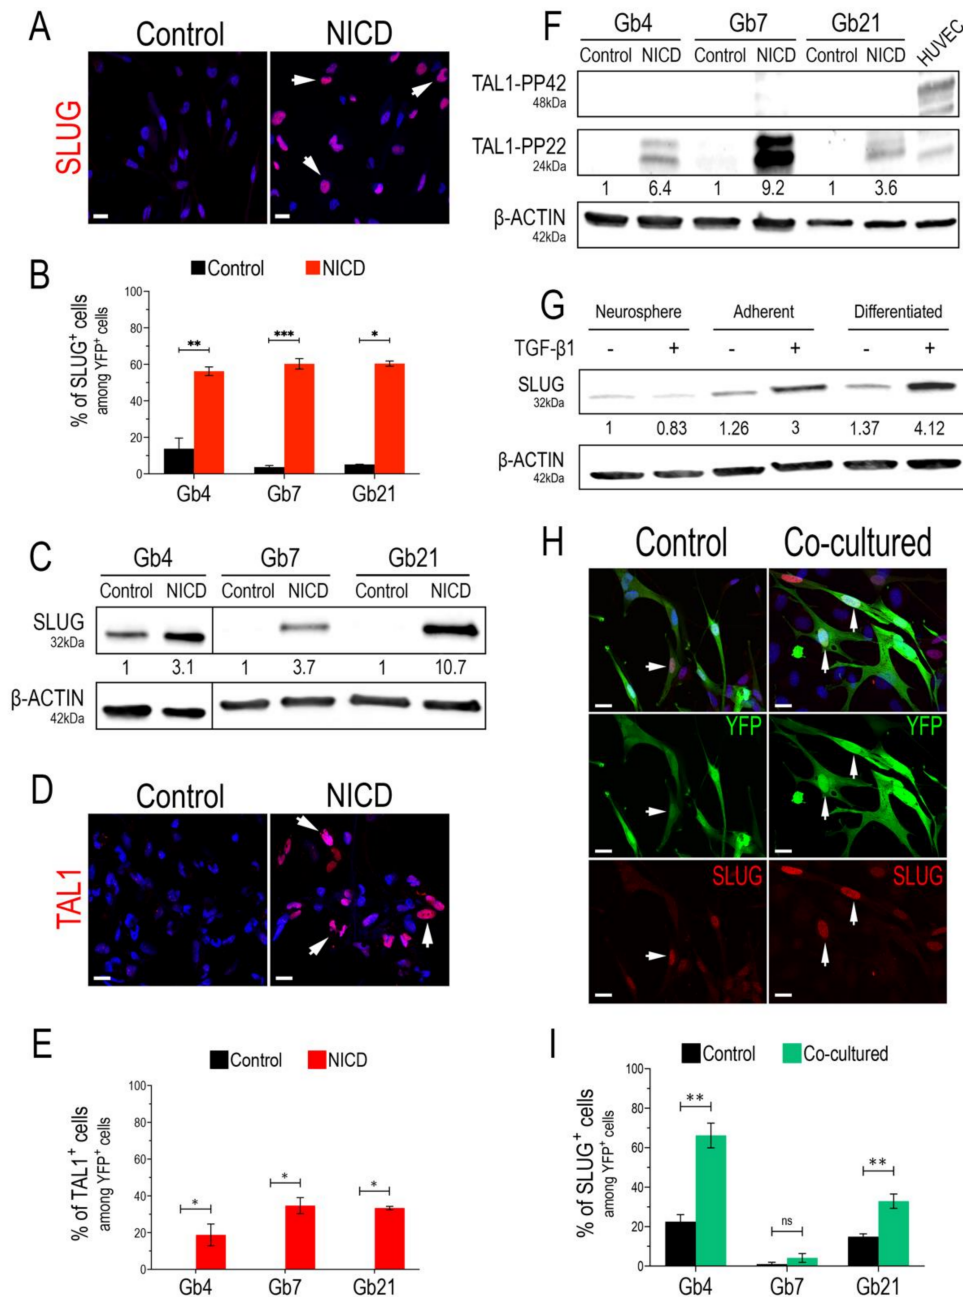 A
Control NICD
SLUG
B
Control NICD
% of SLUG⁺ cells
among YFP⁺ cells
100
80
60
40
20
0
** *** *
Gb4 Gb7 Gb21
C
Gb4 Gb7 Gb21
Control NICD Control NICD Control NICD
SLUG
32kDa
1 3.1 1 3.7 1 10.7
β-ACTIN
42kDa
D
Control NICD
TAL1
E
Control NICD
% of TAL1⁺ cells
among YFP⁺ cells
100
80
60
40
20
0
* * *
Gb4 Gb7 Gb21
F
Gb4 Gb7 Gb21
Control NICD Control NICD Control NICD HUVEC
TAL1-PP42
48kDa
TAL1-PP22
24kDa
1 6.4 1 9.2 1 3.6
β-ACTIN
42kDa
G
Neurosphere Adherent Differentiated
TGF-β1 - + - + - +
SLUG
32kDa
1 0.83 1.26 3 1.37 4.12
β-ACTIN
42kDa
H
Control Co-cultured
YFP YFP
SLUG SLUG
I
Control Co-cultured
% of SLUG⁺ cells
among YFP⁺ cells
100
80
60
40
20
0
** ns **
Gb4 Gb7 Gb21